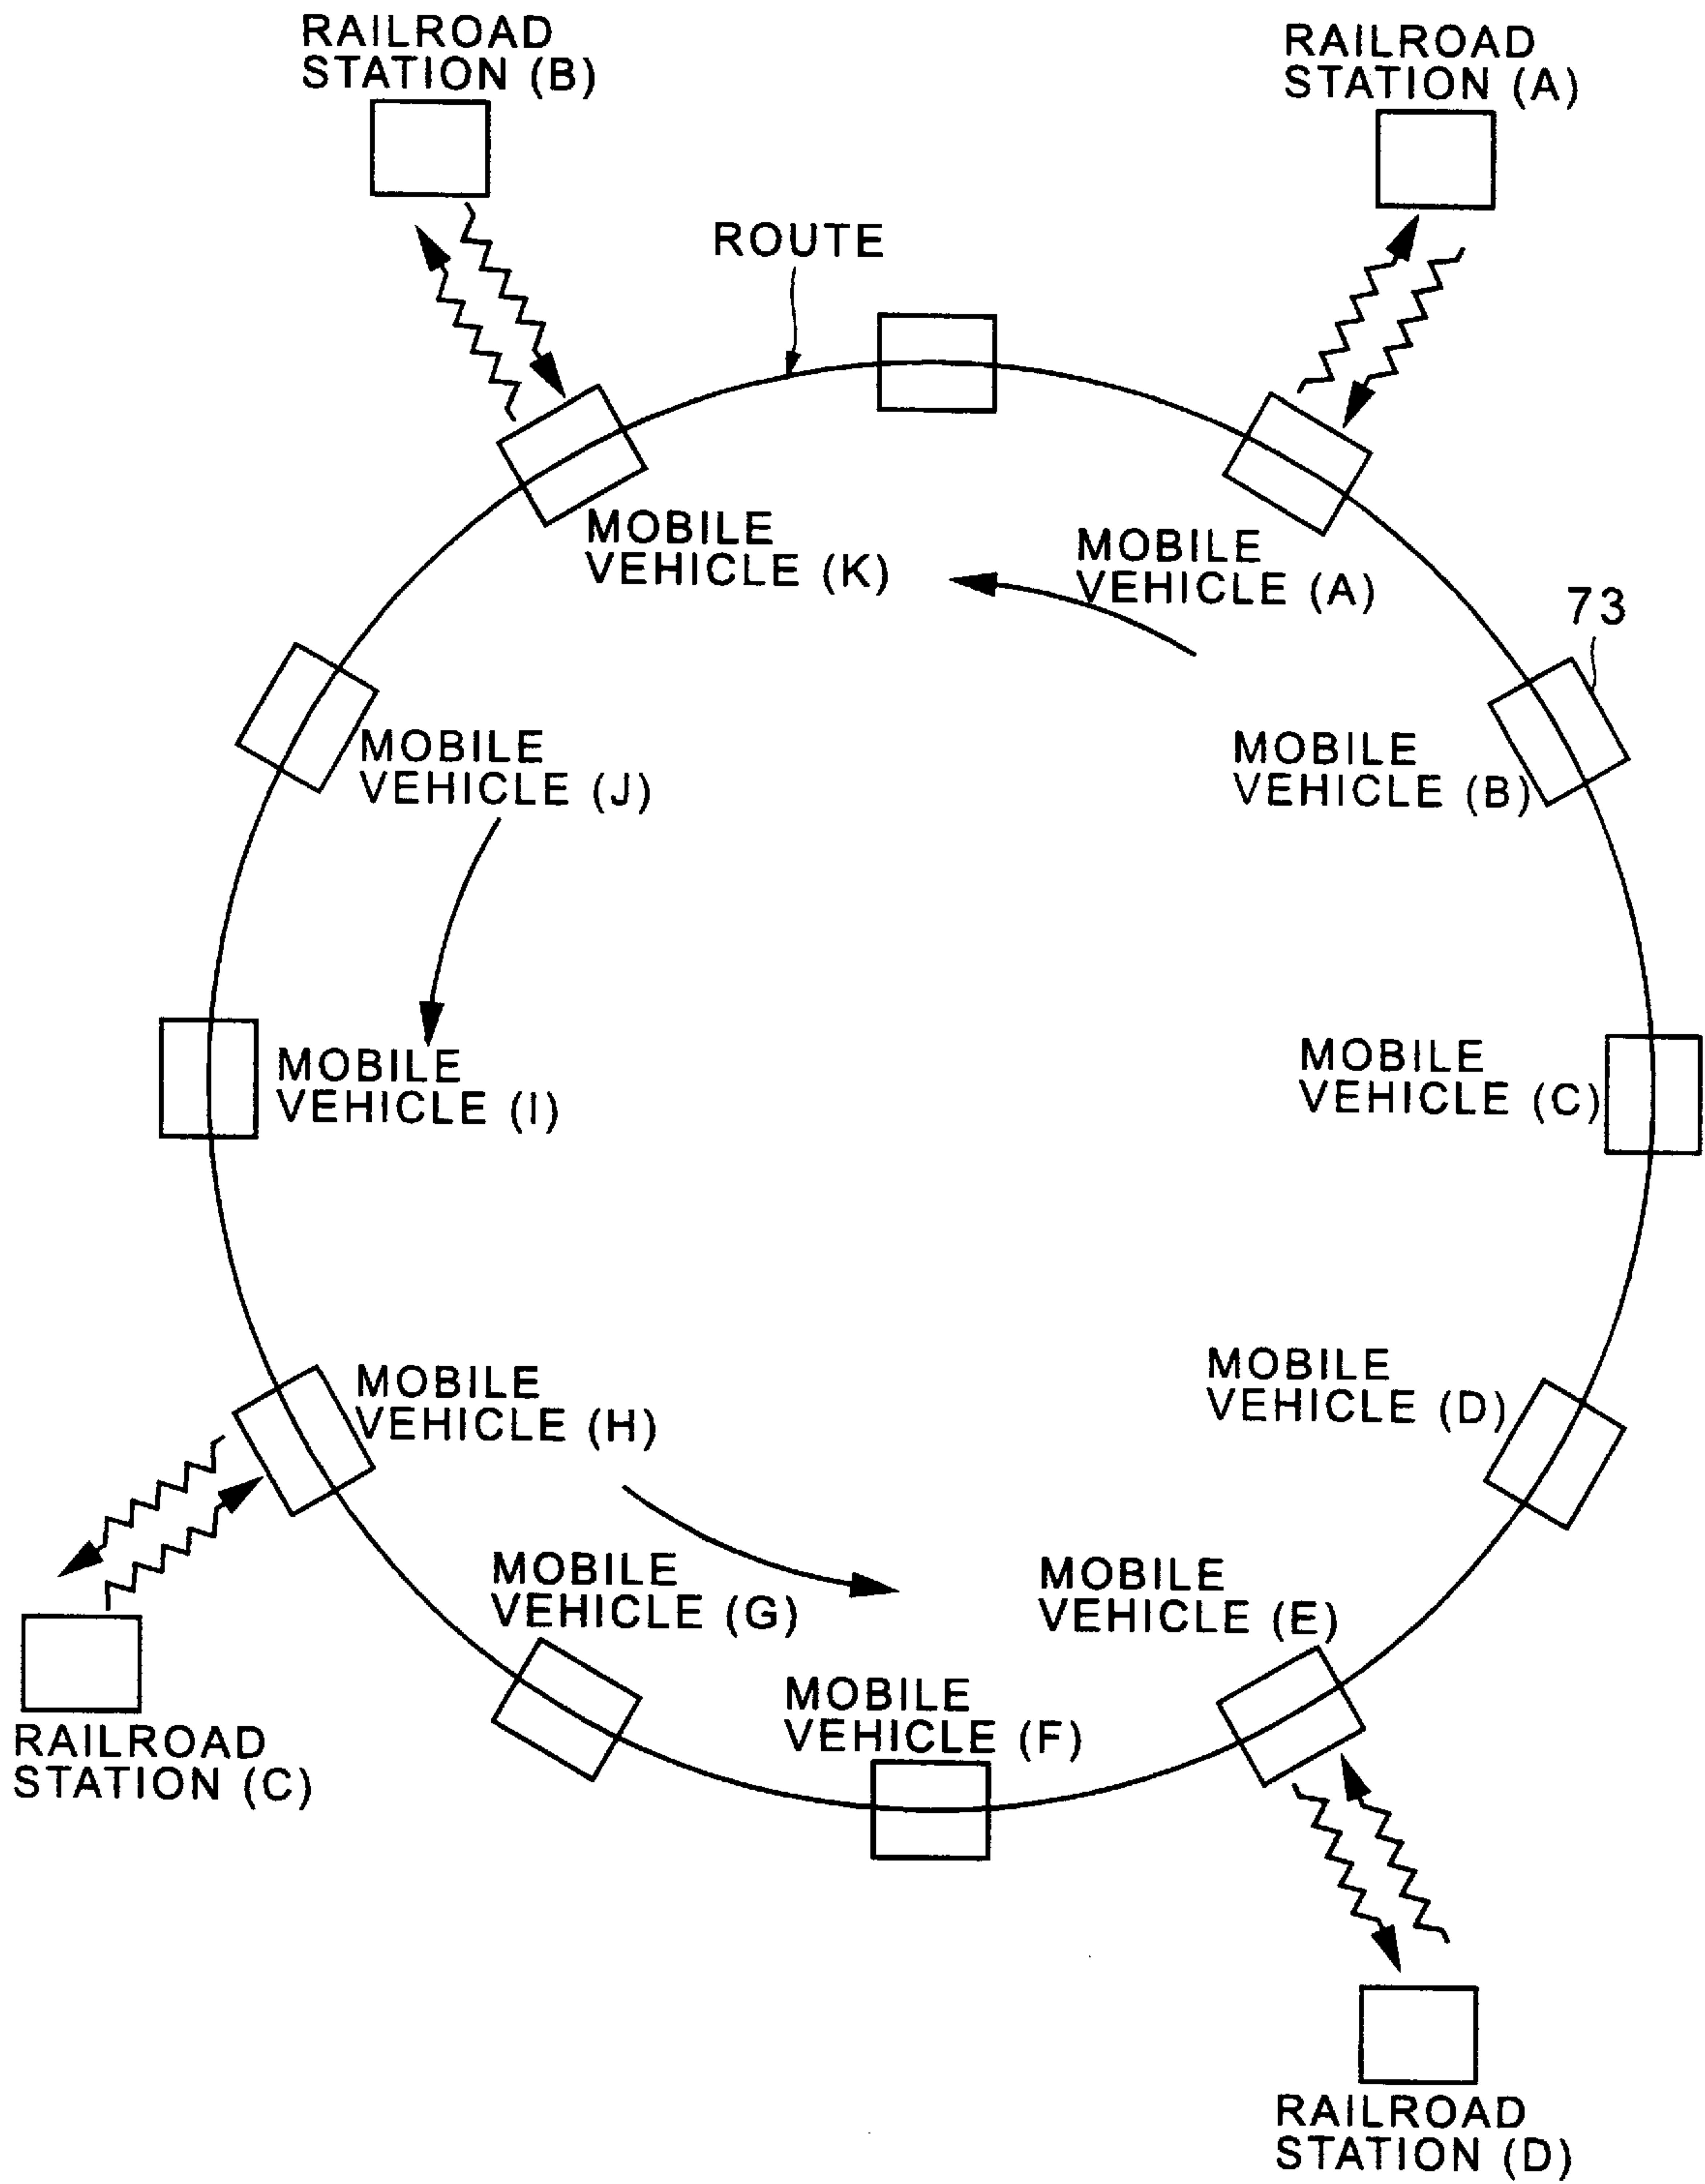 RAILROAD
STATION (B)
RAILROAD
STATION (A)
ROUTE
MOBILE
VEHICLE (K)
MOBILE
VEHICLE (A)
73
MOBILE
VEHICLE (J)
MOBILE
VEHICLE (B)
MOBILE
VEHICLE (I)
MOBILE
VEHICLE (C)
MOBILE
VEHICLE (H)
MOBILE
VEHICLE (D)
MOBILE
VEHICLE (G)
MOBILE
VEHICLE (E)
MOBILE
VEHICLE (F)
RAILROAD
STATION (C)
RAILROAD
STATION (D)